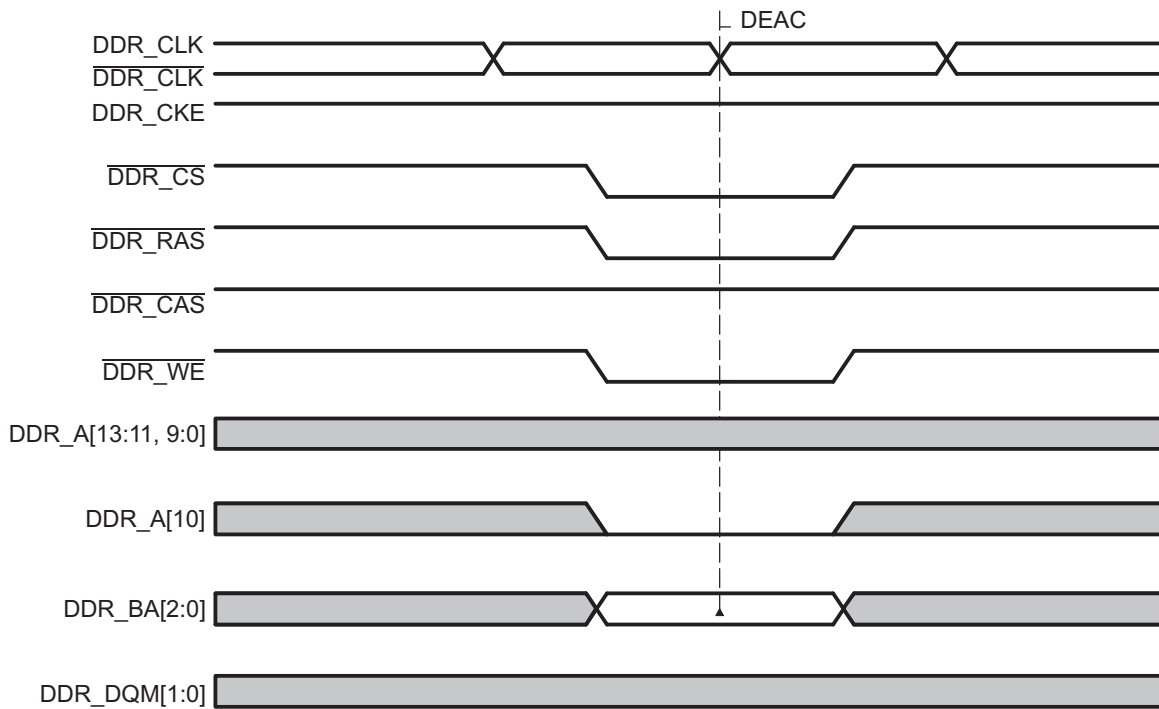 DEAC
DDR_CLK
DDR_CLK
DDR_CKE
DDR_CS
DDR_RAS
DDR_CAS
DDR_WE
DDR_A[13:11, 9:0]
DDR_A[10]
DDR_BA[2:0]
DDR_DQM[1:0]